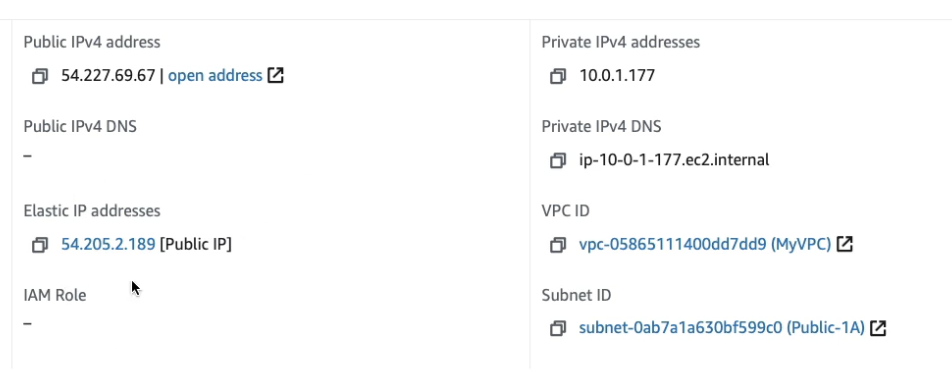 Public IPv4 address
54.227.69.67 | open address
Public IPv4 DNS
–
Elastic IP addresses
54.205.2.189 [Public IP]
IAM Role
–
Private IPv4 addresses
10.0.1.177
Private IPv4 DNS
ip-10-0-1-177.ec2.internal
VPC ID
vpc-05865111400dd7dd9 (MyVPC)
Subnet ID
subnet-0ab7a1a630bf599c0 (Public-1A)